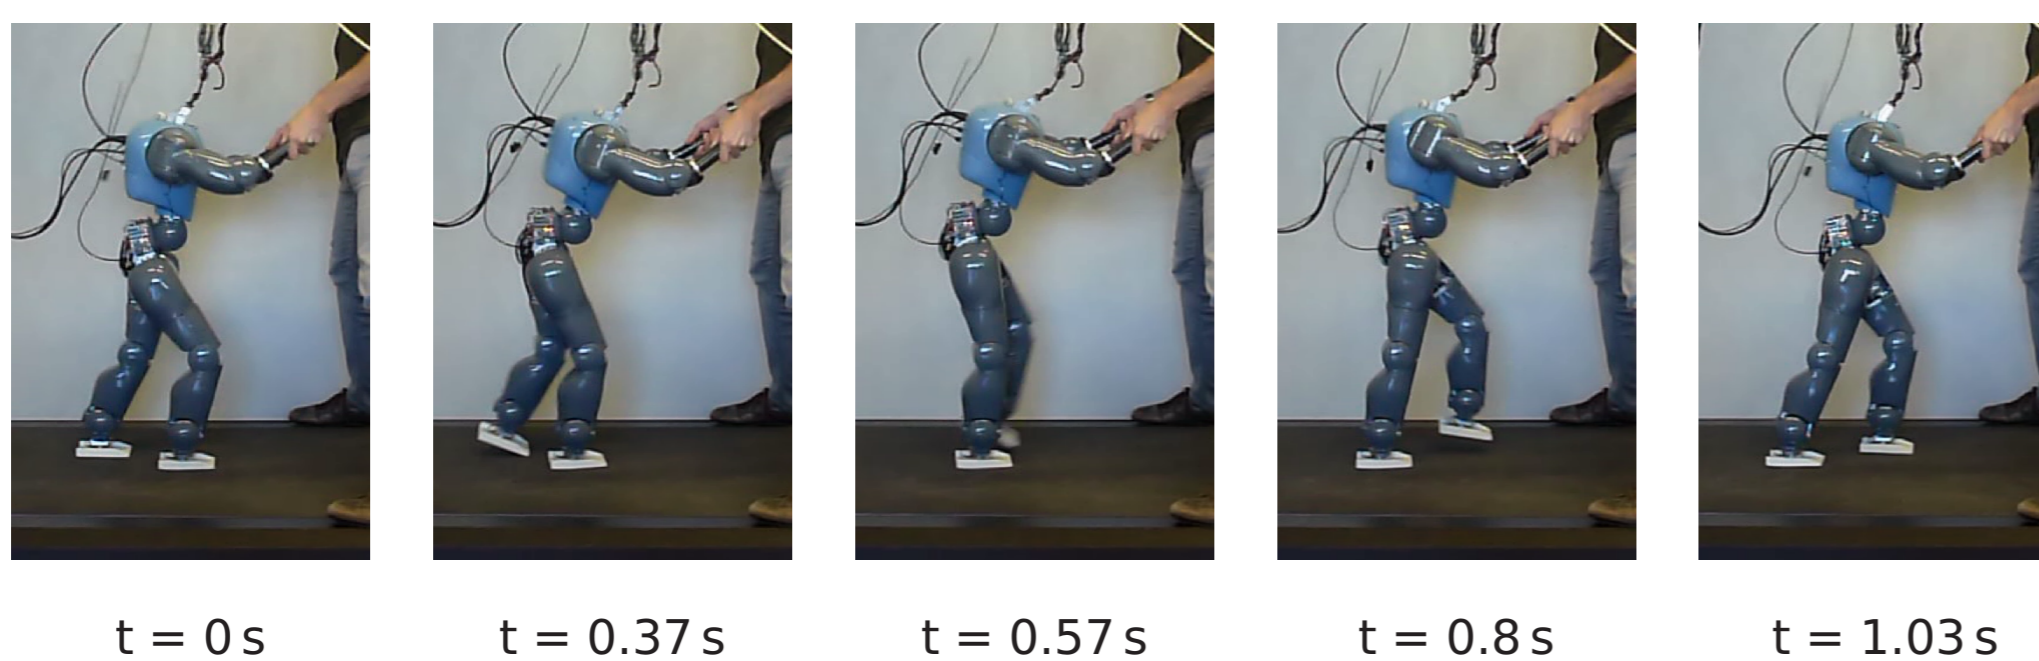 t = 0 s
t = 0.37 s
t = 0.57 s
t = 0.8 s
t = 1.03 s